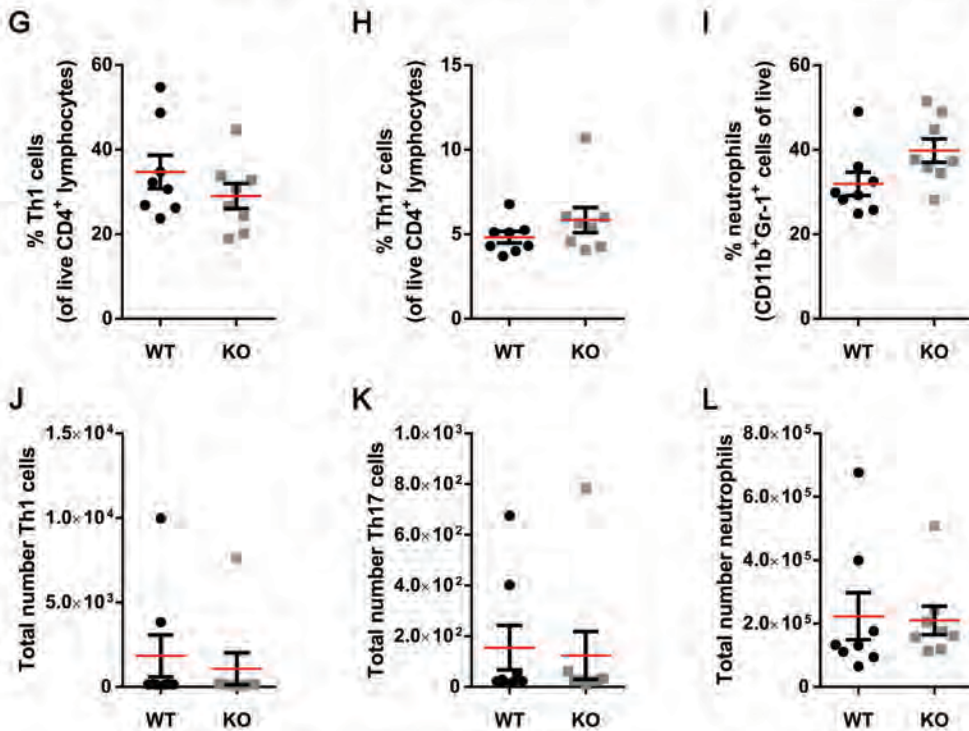 G
% Th1 cells
(of live CD4⁺ lymphocytes)
60
40
20
0
WT KO
H
% Th17 cells
(of live CD4⁺ lymphocytes)
15
10
5
0
WT KO
I
% neutrophils
(CD11b⁺Gr-1⁺ cells of live)
60
40
20
0
WT KO
J
Total number Th1 cells
1.5×10⁴
1.0×10⁴
5.0×10³
0
WT KO
K
Total number Th17 cells
1.0×10³
8.0×10²
6.0×10²
4.0×10²
2.0×10²
0
WT KO
L
Total number neutrophils
8.0×10⁵
6.0×10⁵
4.0×10⁵
2.0×10⁵
0
WT KO